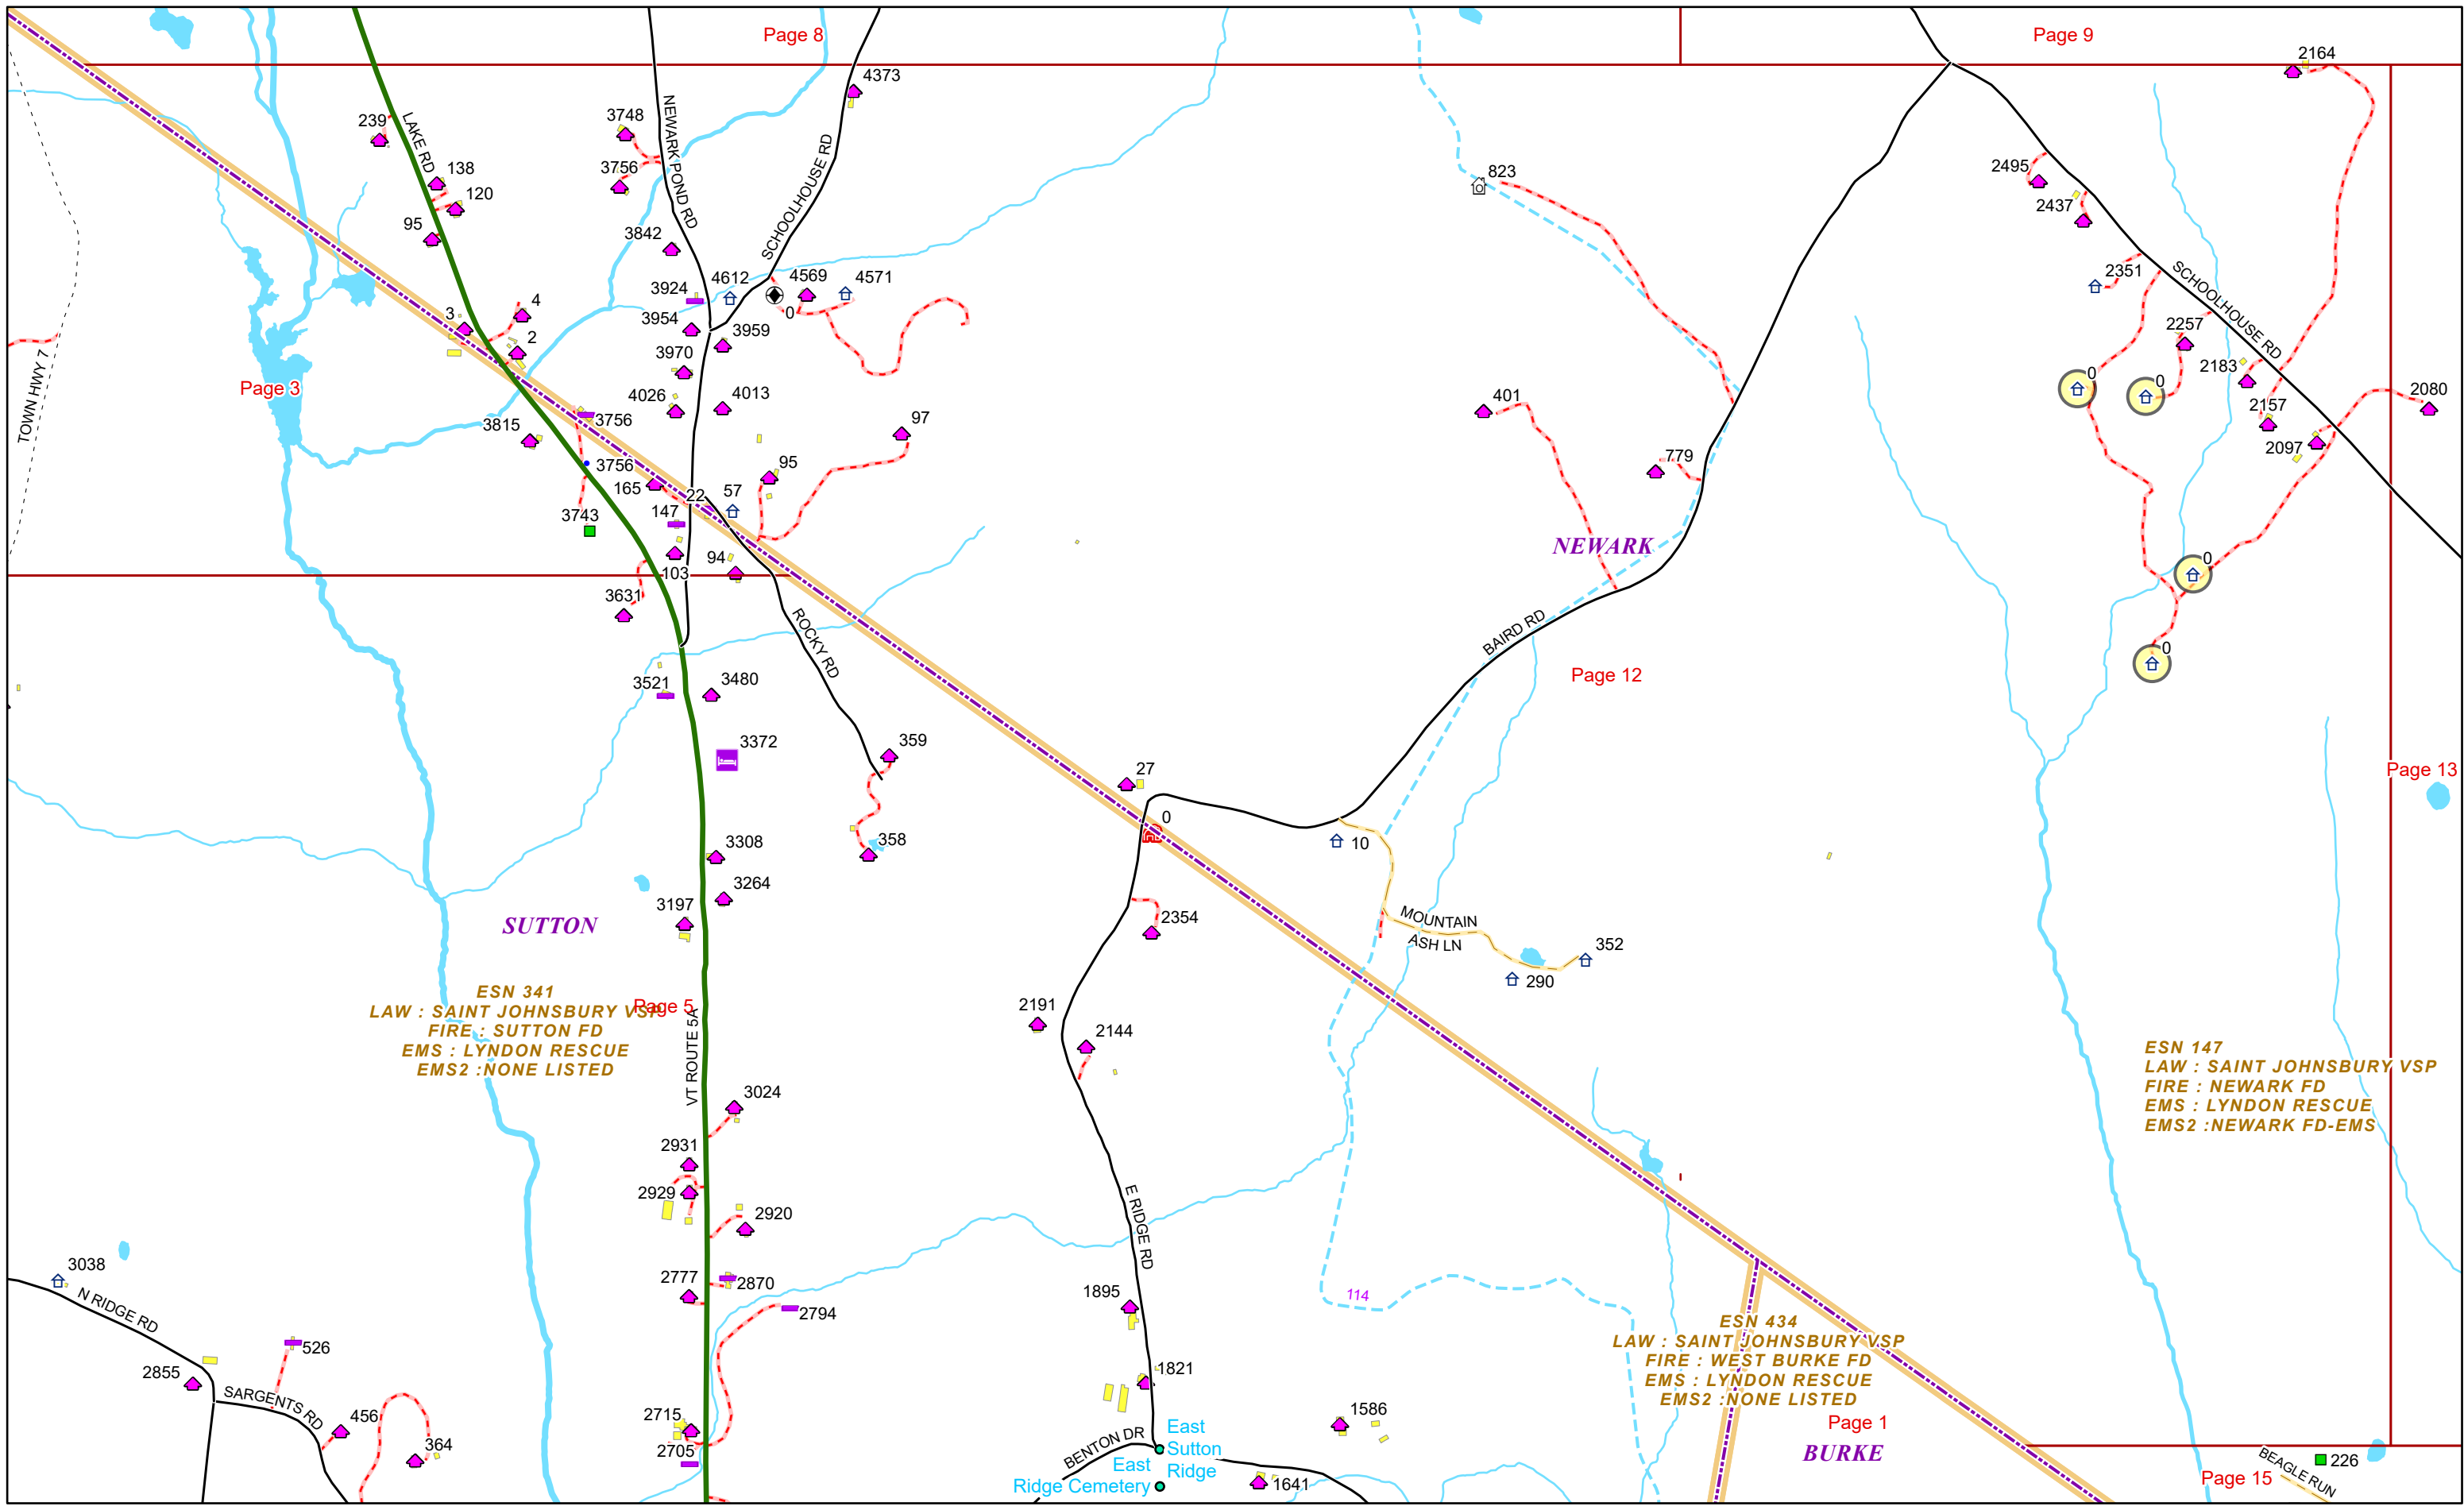 Page 8
Page 9
2164
4373
239
LAKE RD
3748
NEWARK POND RD
SCHOOLHOUSE RD
138
120
3756
823
2495
2437
95
3842
2351
SCHOOLHOUSE RD
3924
4612
4569
4571
0
4
3
2
3954
3959
3970
2257
2183
TOWN HWY 7
Page 3
0
0
2080
4026
4013
401
2157
3815
3756
97
2097
3756
95
779
165
22
57
3743
147
94
NEWARK
0
103
3631
ROCKY RD
BAIRD RD
0
3521
3480
Page 12
3372
359
27
Page 13
0
3308
358
10
3264
3197
SUTTON
2354
MOUNTAIN
ASH LN
352
290
ESN 341
LAW : SAINT JOHNSBURY VSP
FIRE : SUTTON FD
EMS : LYNDON RESCUE
EMS2 :NONE LISTED
Page 5
VT ROUTE 5A
2191
2144
ESN 147
LAW : SAINT JOHNSBURY VSP
FIRE : NEWARK FD
EMS : LYNDON RESCUE
EMS2 :NEWARK FD-EMS
3024
2931
2929
2920
E RIDGE RD
3038
N RIDGE RD
2777
2870
2794
1895
114
526
2855
SARGENTS RD
456
364
2715
2705
1821
ESN 434
LAW : SAINT JOHNSBURY VSP
FIRE : WEST BURKE FD
EMS : LYNDON RESCUE
EMS2 :NONE LISTED
Page 1
BURKE
1586
BENTON DR
East
Sutton
Ridge
East
Ridge Cemetery
1641
Page 15
BEAGLE RUN
226